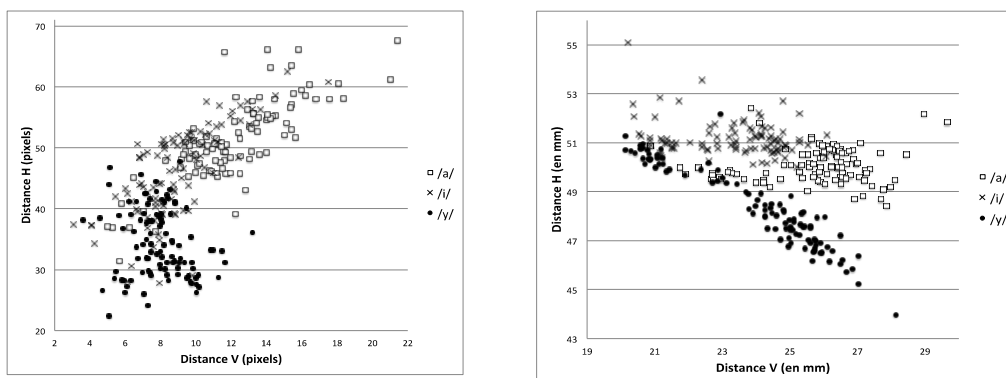 70
60
50
40
30
20
2 4 6 8 10 12 14 16 18 20 22
Distance H (pixels)
Distance V (pixels)
/a/
/i/
/y/
55
53
51
49
47
45
43
19 21 23 25 27 29
Distance H (en mm)
Distance V (en mm)
/a/
/i/
/y/